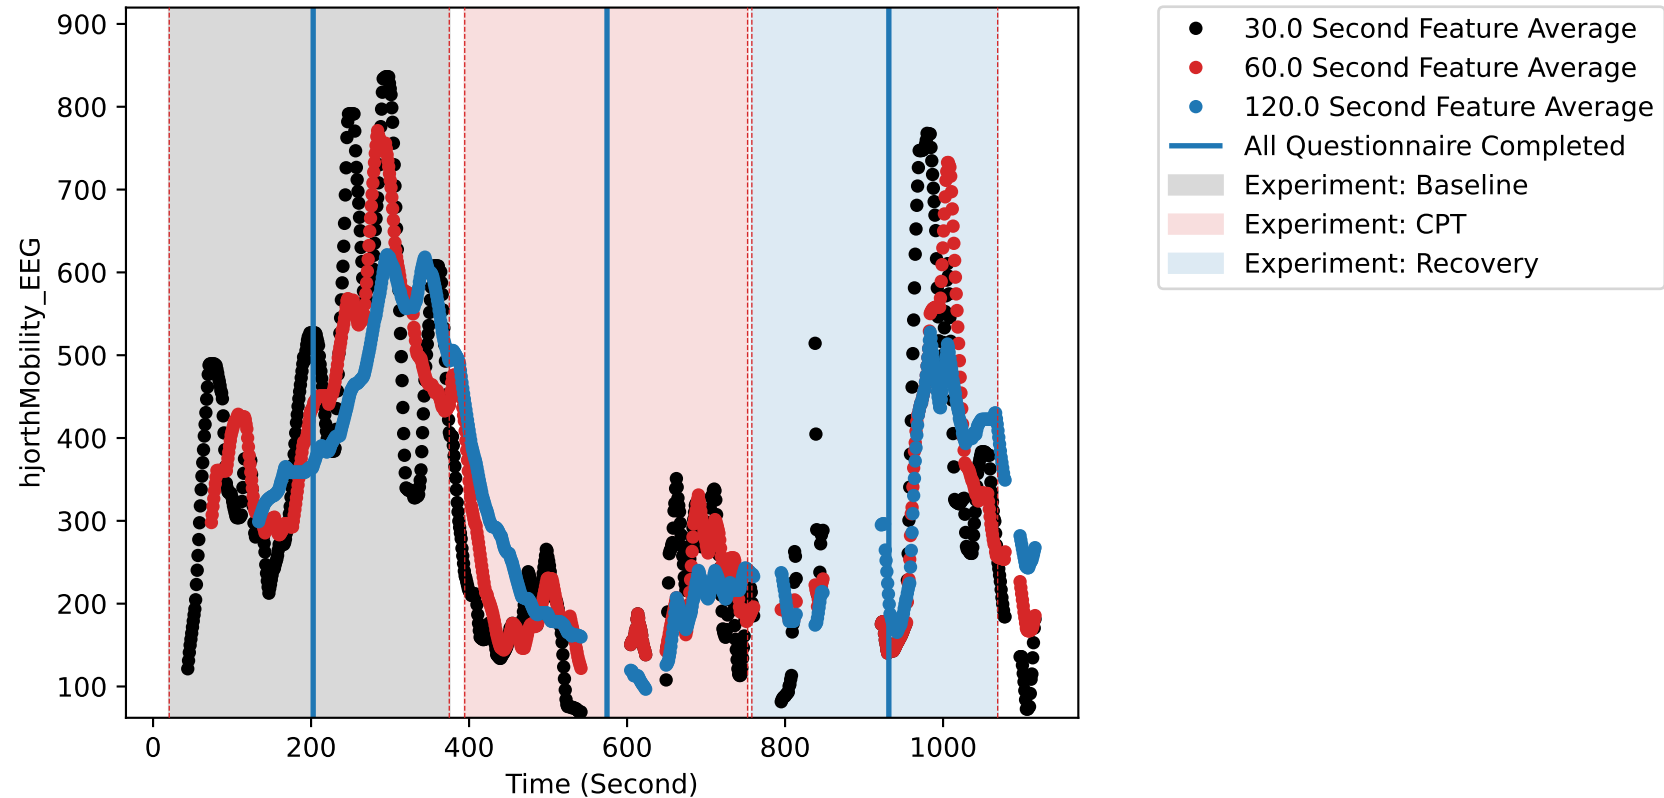 900
800
700
600
500
400
300
200
100
hjorthMobility_EEG
0 200 400 600 800 1000
Time (Second)
30.0 Second Feature Average
60.0 Second Feature Average
120.0 Second Feature Average
All Questionnaire Completed
Experiment: Baseline
Experiment: CPT
Experiment: Recovery